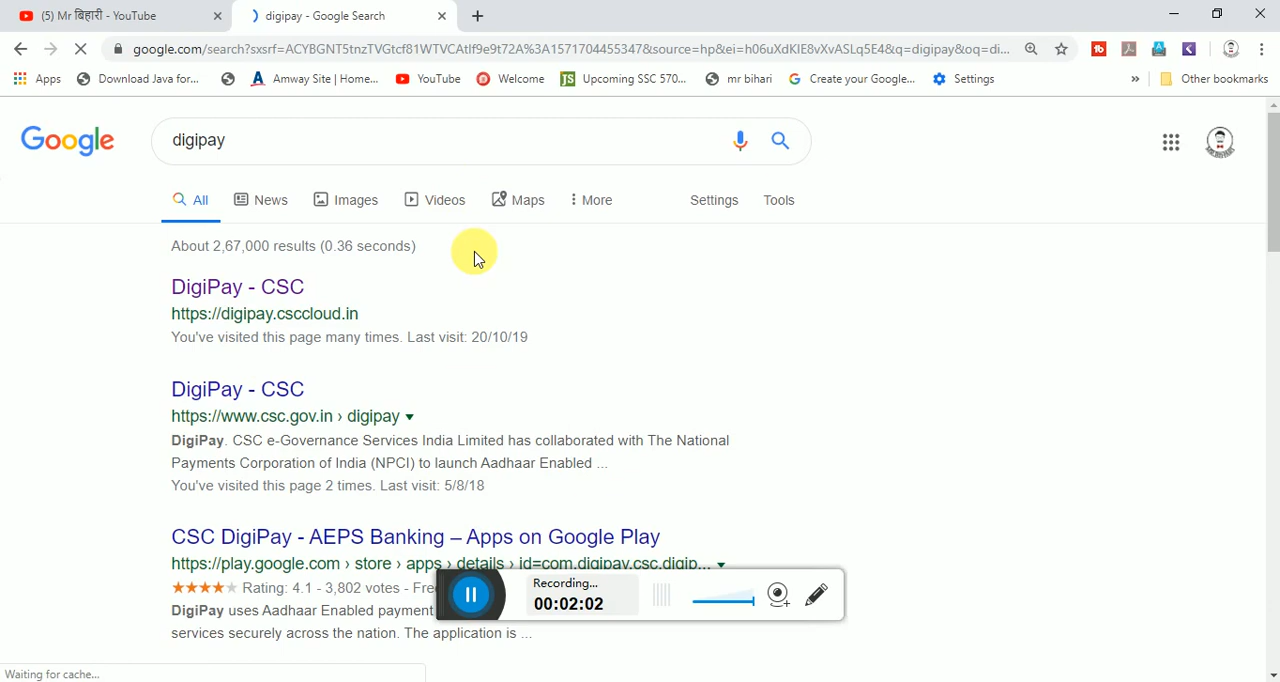 (5) Mr बिहारी - YouTube
digipay - Google Search
google.com/search?sxsrf=ACYBGNT5tnzTVGtcf81WTVCAtIf9e9t72A%3A1571704455347&source=hp&ei=h06uXdKIE8vXvASLq5E4&q=digipay&oq=di...
Apps
Download Java for...
Amway Site | Home...
YouTube
Welcome
Upcoming SSC 570...
mr bihari
Create your Google...
Settings
»
Other bookmarks
Google
digipay
All
News
Images
Videos
Maps
More
Settings
Tools
About 2,67,000 results (0.36 seconds)
DigiPay - CSC
https://digipay.csccloud.in
You've visited this page many times. Last visit: 20/10/19
DigiPay - CSC
https://www.csc.gov.in › digipay
DigiPay. CSC e-Governance Services India Limited has collaborated with The National
Payments Corporation of India (NPCI) to launch Aadhaar Enabled ...
You've visited this page 2 times. Last visit: 5/8/18
CSC DigiPay - AEPS Banking – Apps on Google Play
https://play.google.com › store › apps › details › id=com.digipay.csc.digip...
Rating: 4.1 - 3,802 votes - Fre
DigiPay uses Aadhaar Enabled payment
services securely across the nation. The application is ...
Recording...
00:02:02
Waiting for cache...